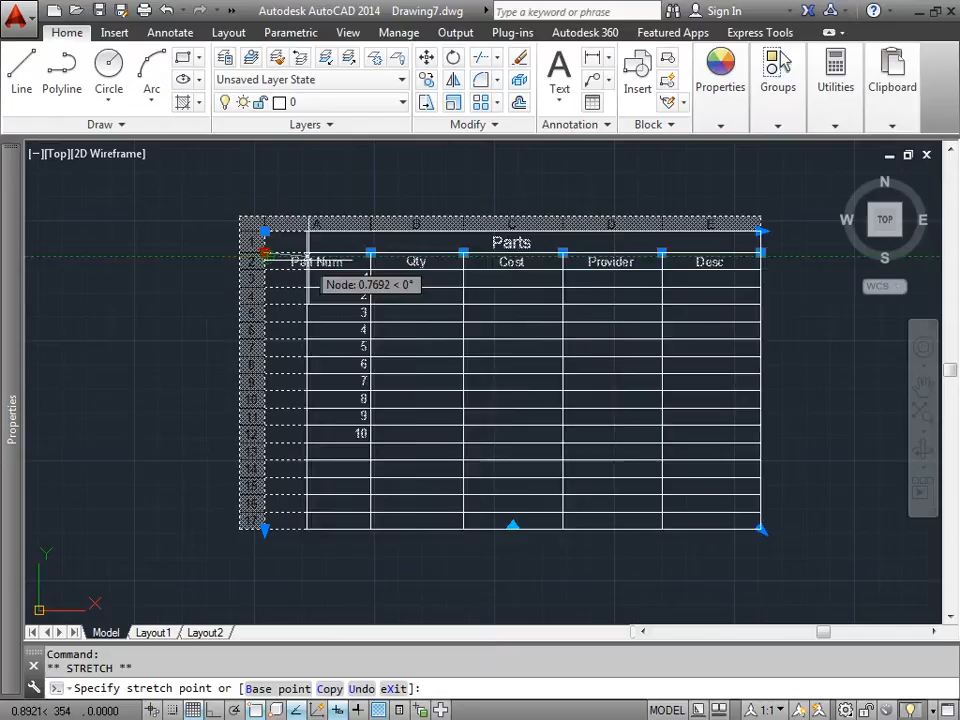 Autodesk AutoCAD 2014 Drawing7.dwg
Type a keyword or phrase
Sign In
Home Insert Annotate Layout Parametric View Manage Output Plug-ins Autodesk 360 Featured Apps Express Tools
Line Polyline Circle Arc
Unsaved Layer State
0
Text
Insert
Properties
Groups
Utilities
Clipboard
Draw
Layers
Modify
Annotation
Block
[−][Top][2D Wireframe]
N
W TOP E
S
WCS
A B C D E
Parts
Part Num Qty Cost Provider Desc
Node: 0.7692 < 0°
2
3
4
5
6
7
8
9
10
Properties
Y
X
Model Layout1 Layout2
Command:
** STRETCH **
Specify stretch point or [Base point Copy Undo eXit]:
0.8921< 354 , 0.0000
MODEL
1:1